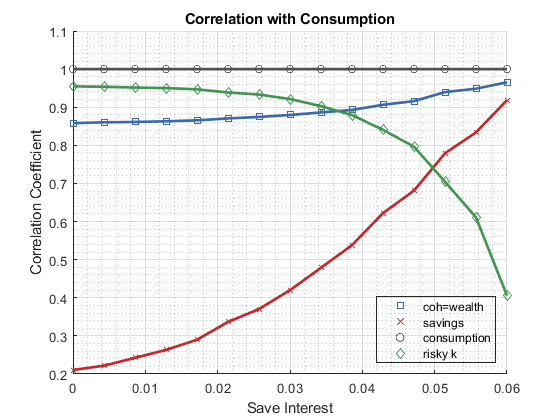 Correlation with Consumption
1.1
1
0.9
0.8
0.7
0.6
0.5
0.4
0.3
0.2
Correlation Coefficient
coh=wealth
savings
consumption
risky k
0
0.01
0.02
0.03
0.04
0.05
0.06
Save Interest